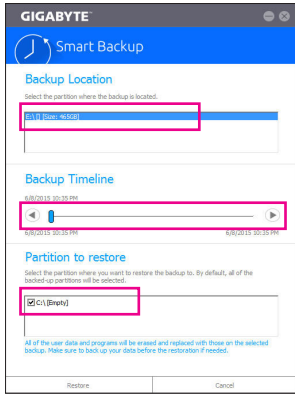 GIGABYTE™
Smart Backup
Backup Location
Select the partition where the backup is located.
E:\ [] [Size: 465GB]
Backup Timeline
6/8/2015 10:35 PM
6/8/2015 10:35 PM
6/8/2015 10:35 PM
Partition to restore
Select the partition where you want to restore the backup to. By default, all of the
backed-up partitions will be selected.
C:\ [Empty]
All of the user data and programs will be erased and replaced with those on the selected
backup. Make sure to back up your data before the restoration if needed.
Restore
Cancel